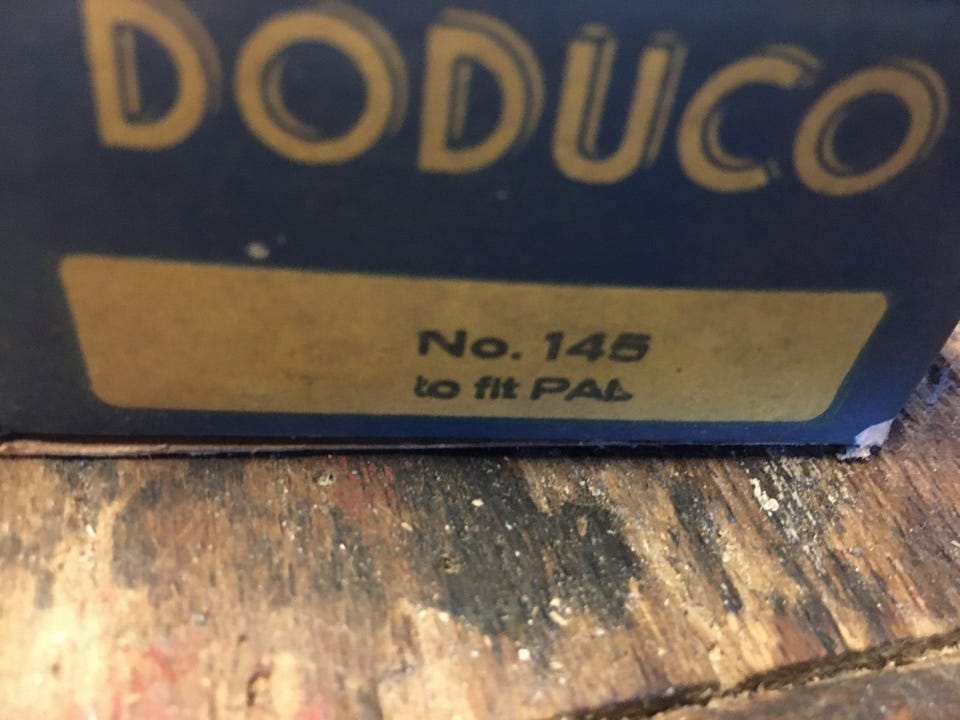 DODUCO
No. 145
to fit PAL